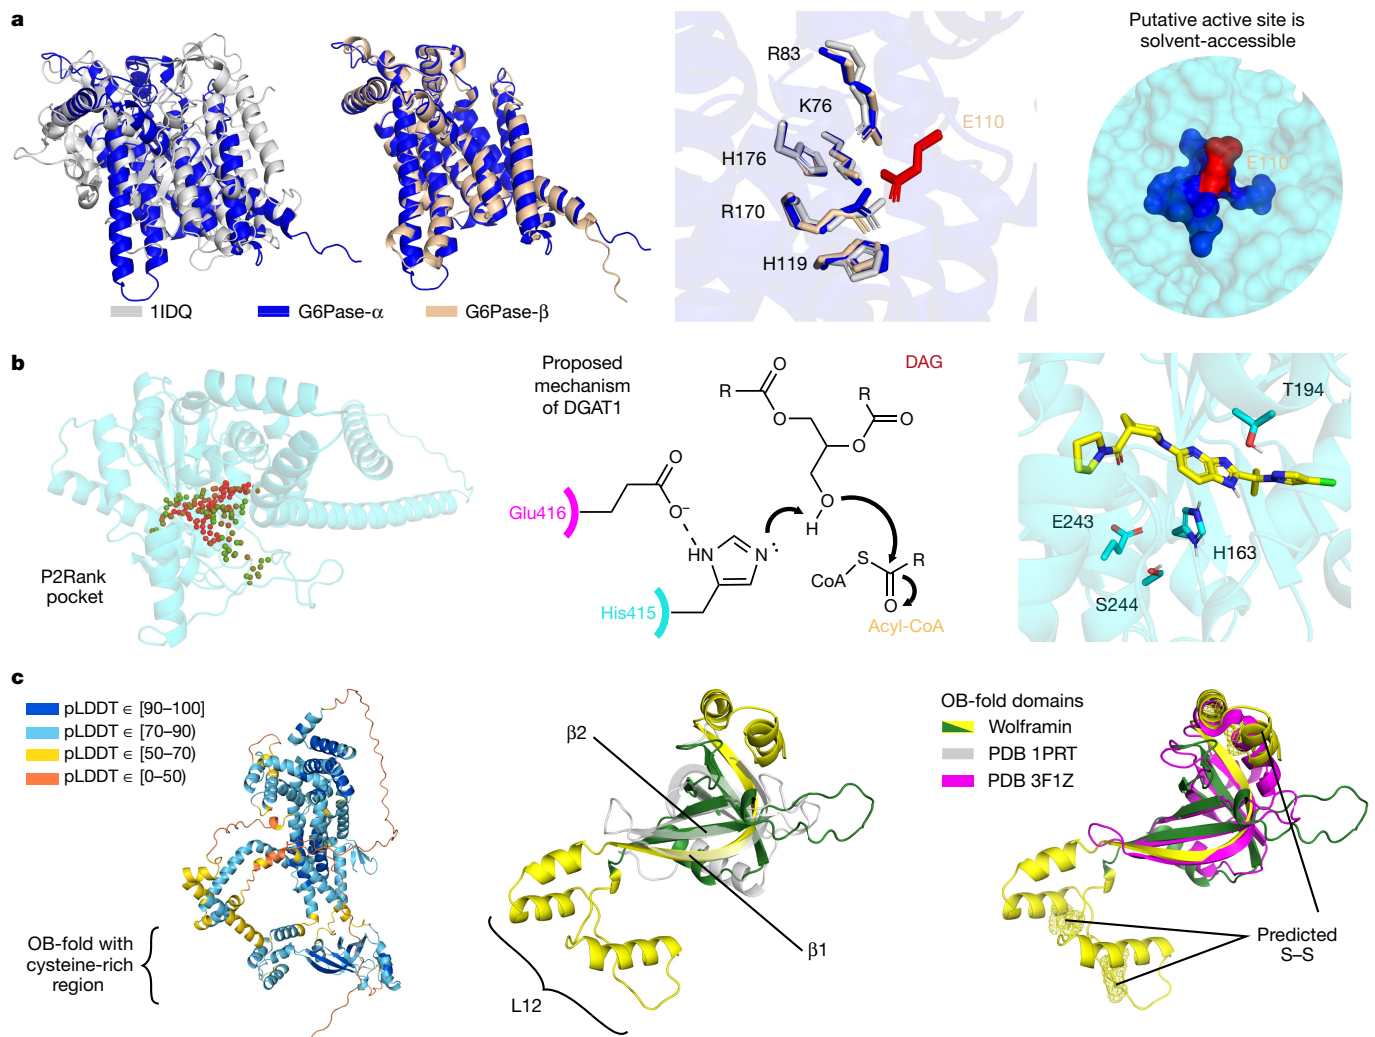 a
Putative active site is
solvent-accessible
R83
K76
E110
H176
R170
H119
E110
1IDQ
G6Pase-α
G6Pase-β
b
P2Rank
pocket
Proposed
mechanism
of DGAT1
DAG
O
R
O
R
O
O
O
O⁻
O
H
Glu416
HN
N
:
S
R
CoA
O
His415
Acyl-CoA
T194
E243
H163
S244
c
pLDDT ∈ [90–100]
pLDDT ∈ [70–90)
pLDDT ∈ [50–70)
pLDDT ∈ [0–50)
OB-fold with
cysteine-rich
region
β2
β1
L12
OB-fold domains
Wolframin
PDB 1PRT
PDB 3F1Z
Predicted
S–S